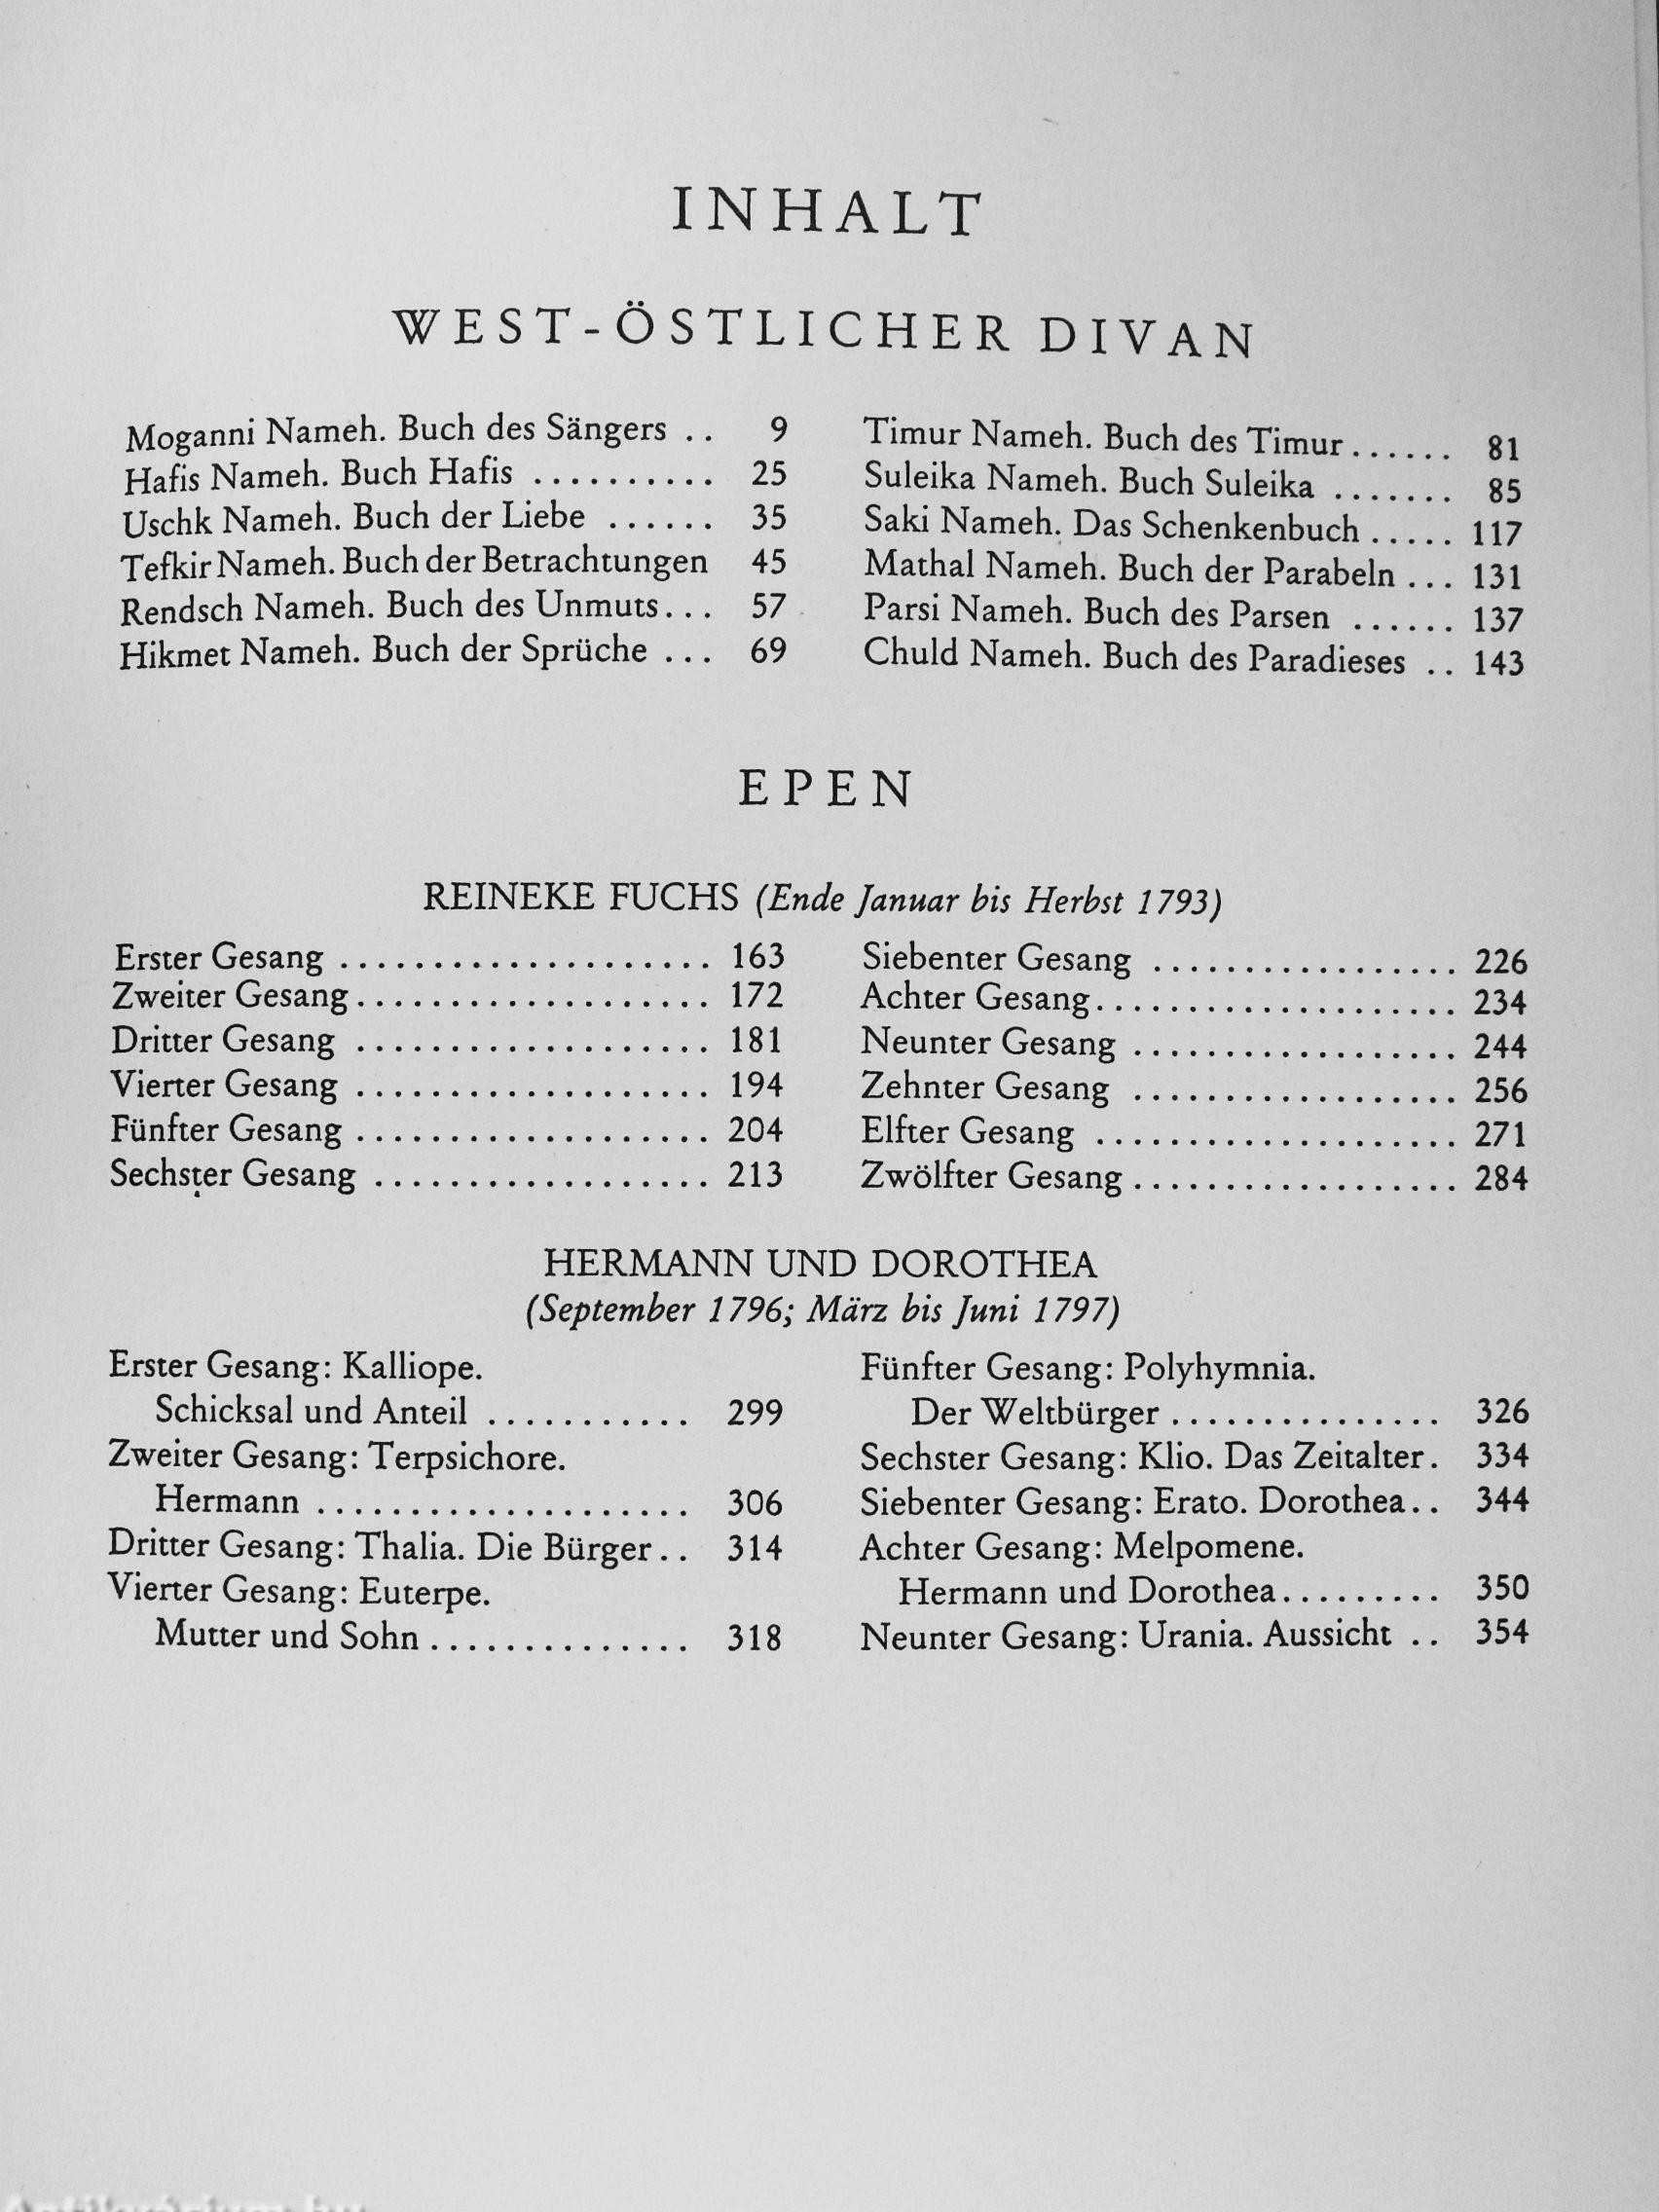 INHALT
WEST-ÖSTLICHER DIVAN
Moganni Nameh. Buch des Sängers .. 9
Hafis Nameh. Buch Hafis .......... 25
Uschk Nameh. Buch der Liebe ...... 35
Tefkir Nameh. Buch der Betrachtungen 45
Rendsch Nameh. Buch des Unmuts... 57
Hikmet Nameh. Buch der Sprüche ... 69
Timur Nameh. Buch des Timur...... 81
Suleika Nameh. Buch Suleika ....... 85
Saki Nameh. Das Schenkenbuch ..... 117
Mathal Nameh. Buch der Parabeln ... 131
Parsi Nameh. Buch des Parsen ...... 137
Chuld Nameh. Buch des Paradieses .. 143
EPEN
REINEKE FUCHS (Ende Januar bis Herbst 1793)
Erster Gesang .................... 163
Zweiter Gesang................... 172
Dritter Gesang ................... 181
Vierter Gesang ................... 194
Fünfter Gesang ................... 204
Sechster Gesang .................. 213
Siebenter Gesang ................. 226
Achter Gesang.................... 234
Neunter Gesang .................. 244
Zehnter Gesang .................. 256
Elfter Gesang .................... 271
Zwölfter Gesang .................. 284
HERMANN UND DOROTHEA
(September 1796; März bis Juni 1797)
Erster Gesang: Kalliope.
Schicksal und Anteil ........... 299
Zweiter Gesang: Terpsichore.
Hermann .................... 306
Dritter Gesang: Thalia. Die Bürger.. 314
Vierter Gesang: Euterpe.
Mutter und Sohn .............. 318
Fünfter Gesang: Polyhymnia.
Der Weltbürger ............... 326
Sechster Gesang: Klio. Das Zeitalter. 334
Siebenter Gesang: Erato. Dorothea.. 344
Achter Gesang: Melpomene.
Hermann und Dorothea......... 350
Neunter Gesang: Urania. Aussicht .. 354